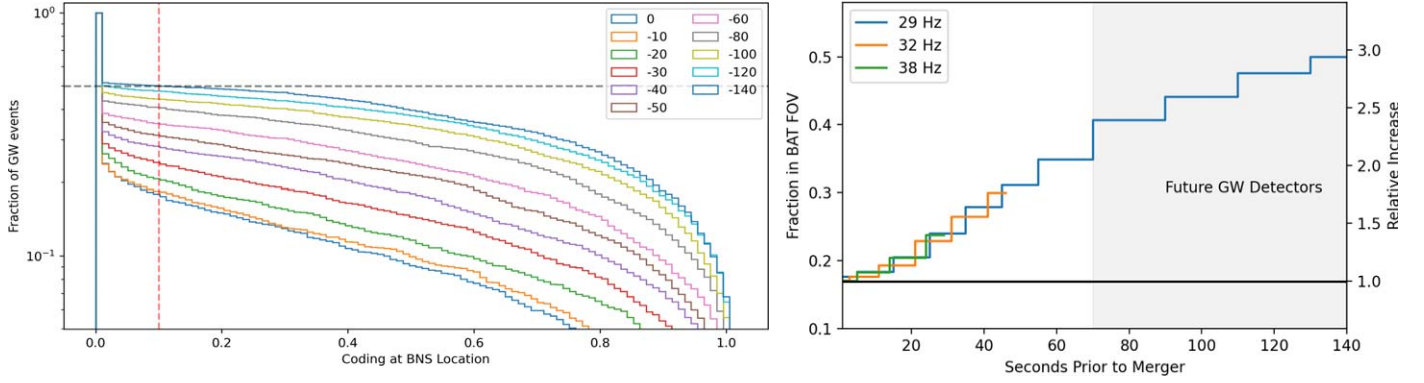 Fraction of GW events
10⁰
10⁻¹
0
-10
-20
-30
-40
-50
-60
-80
-100
-120
-140
0.0 0.2 0.4 0.6 0.8 1.0
Coding at BNS Location
Fraction in BAT FOV
0.5
0.4
0.3
0.2
0.1
29 Hz
32 Hz
38 Hz
Future GW Detectors
3.0
2.5
2.0
1.5
1.0
Relative Increase
20 40 60 80 100 120 140
Seconds Prior to Merger